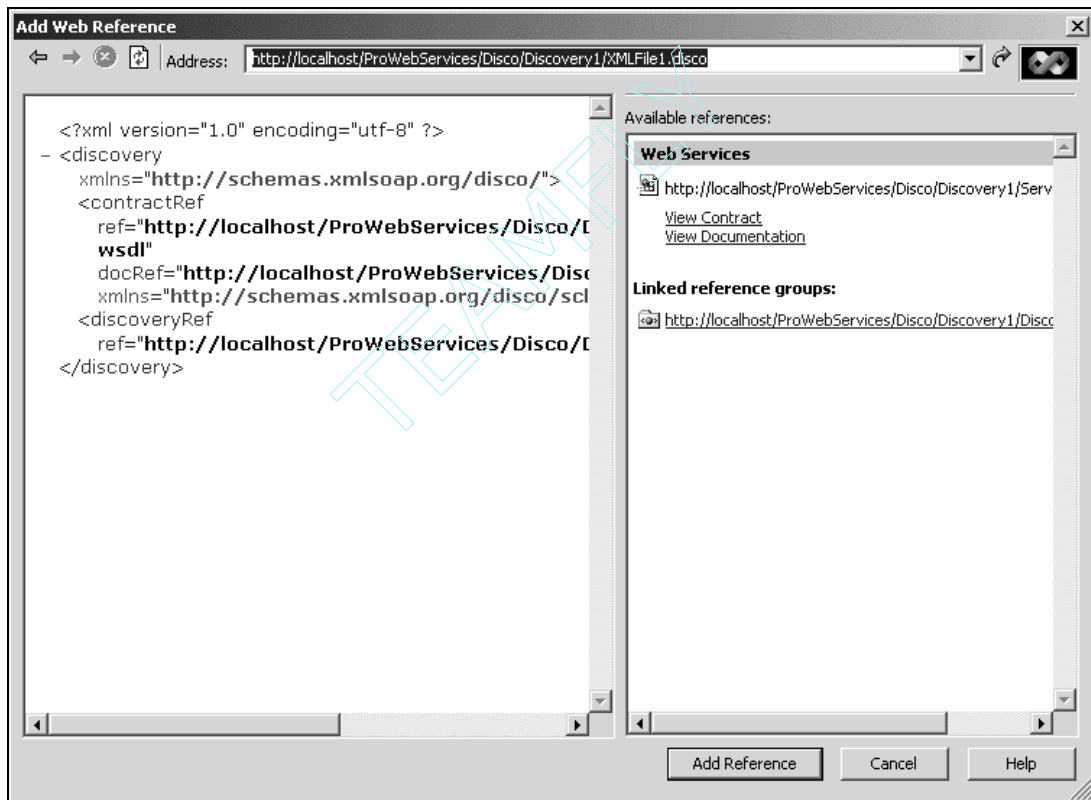 Add Web Reference
Address: http://localhost/ProWebServices/Disco/Discovery1/XMLFile1.disco
<?xml version="1.0" encoding="utf-8" ?>
- <discovery
xmlns="http://schemas.xmlsoap.org/disco/">
<contractRef
ref="http://localhost/ProWebServices/Disco/
wsdl"
docRef="http://localhost/ProWebServices/
xmlns="http://schemas.xmlsoap.org/disco/
<discoveryRef
ref="http://localhost/ProWebServices/Disco/
</discovery>
Available references:
Web Services
http://localhost/ProWebServices/Disco/Discovery1/Serv
View Contract
View Documentation
Linked reference groups:
http://localhost/ProWebServices/Disco/Discovery1/Disco
Add Reference
Cancel
Help
TEAMFLY